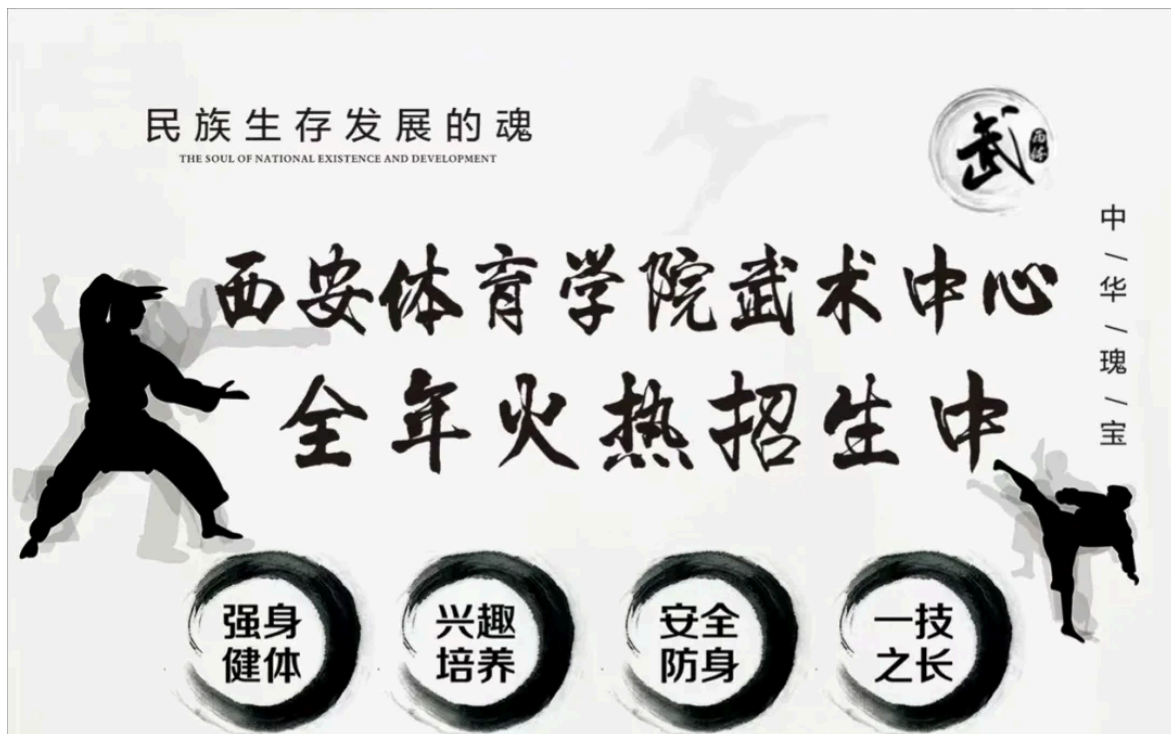 民族生存发展的魂
THE SOUL OF NATIONAL EXISTENCE AND DEVELOPMENT
武
西体
中/华/瑰/宝
西安体育学院武术中心
全年火热招生中
强身
健体
兴趣
培养
安全
防身
一技
之长